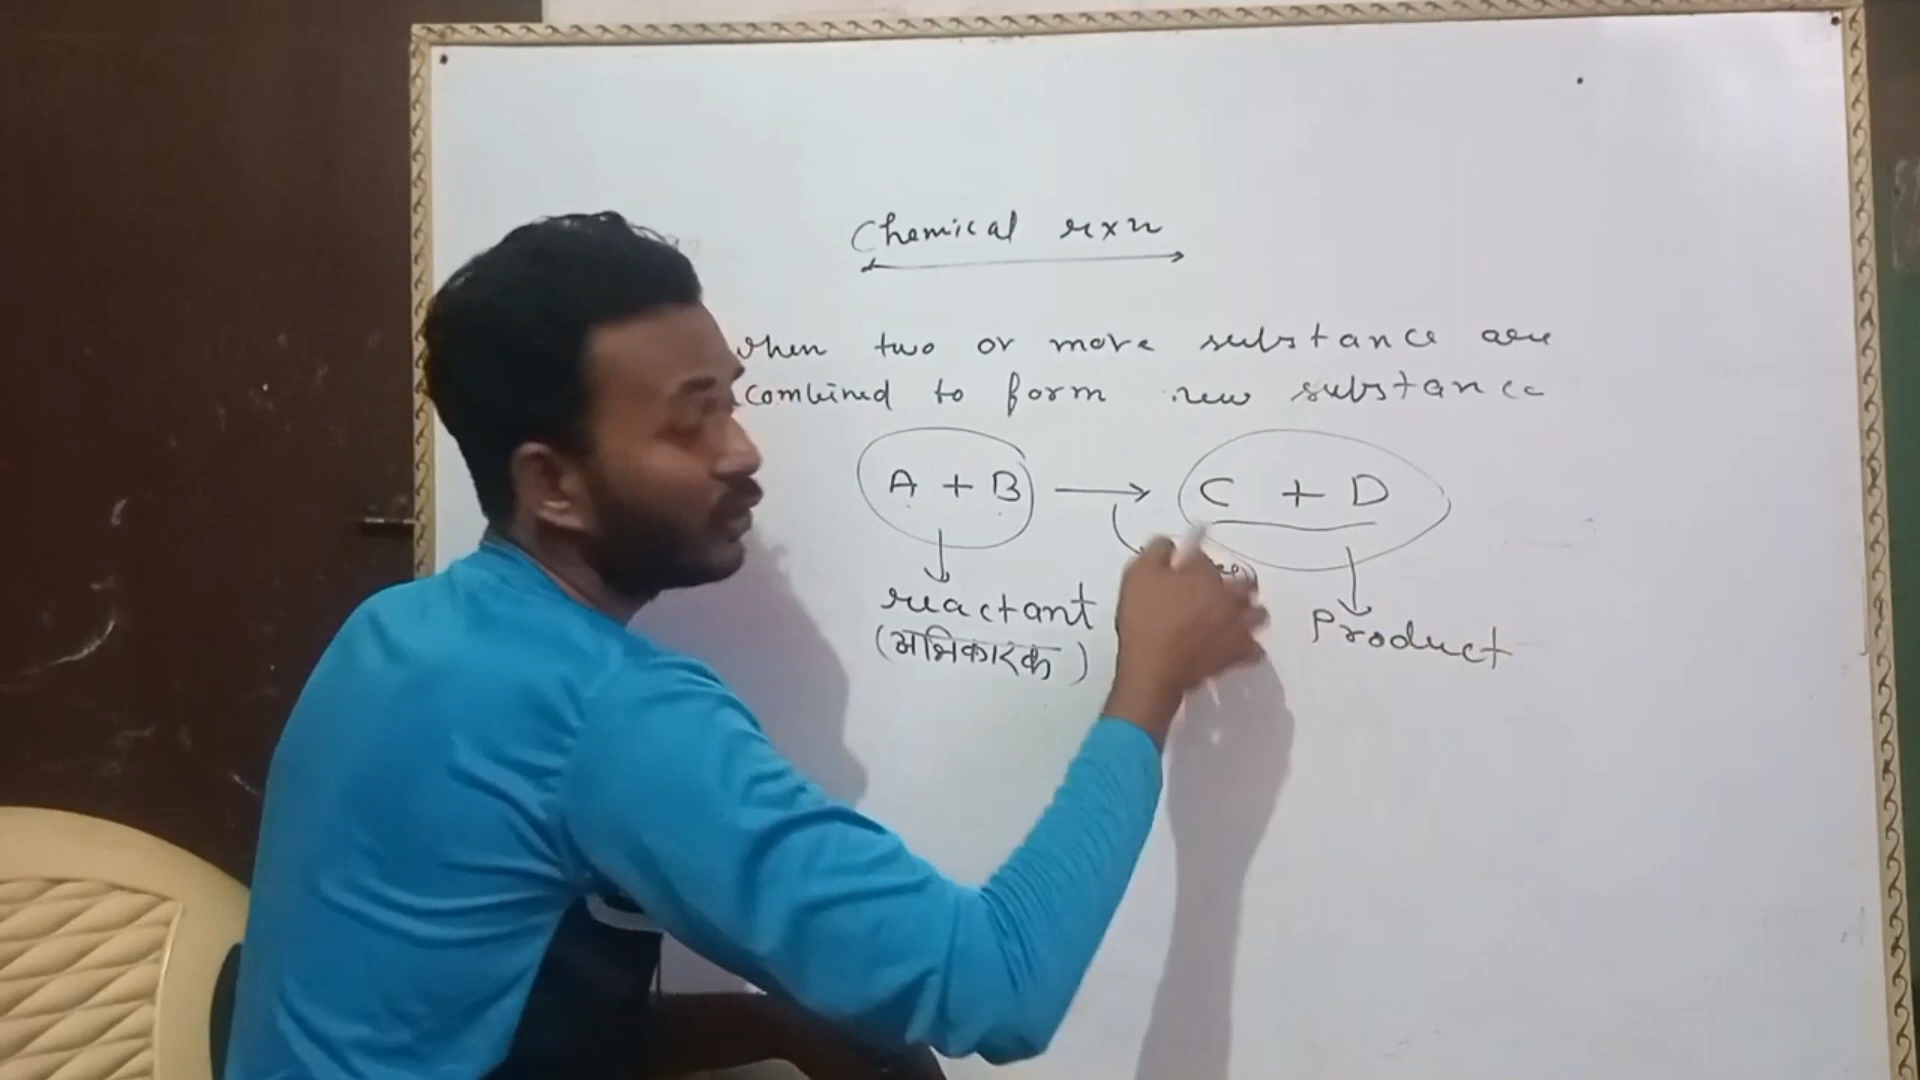 Chemical rxn
when two or more substance are
combined to form new substance
A + B → C + D
reactant
(अभिकारक)
Product